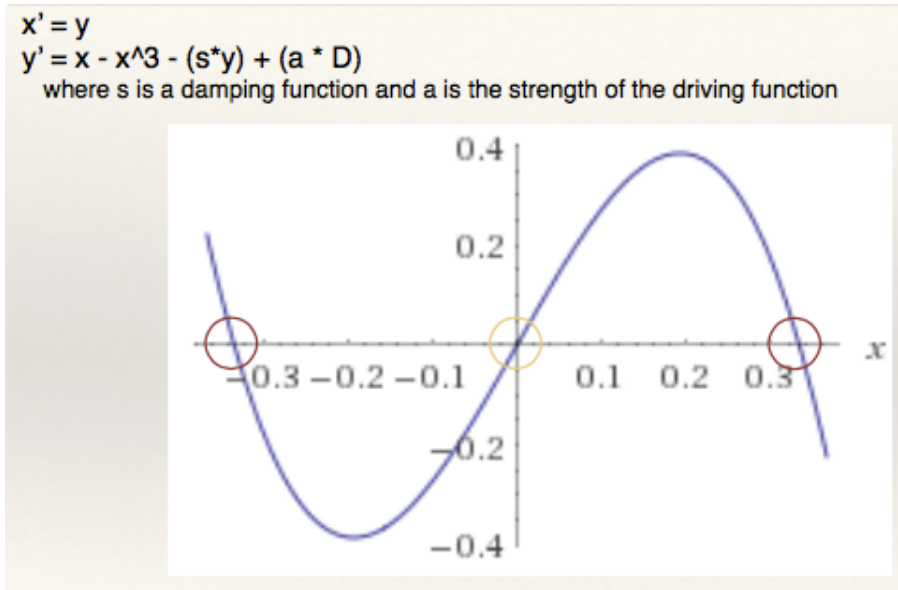 x' = y
y' = x - x^3 - (s*y) + (a * D)
where s is a damping function and a is the strength of the driving function
0.4
0.2
x
-0.3 -0.2 -0.1 0.1 0.2 0.3
-0.2
-0.4